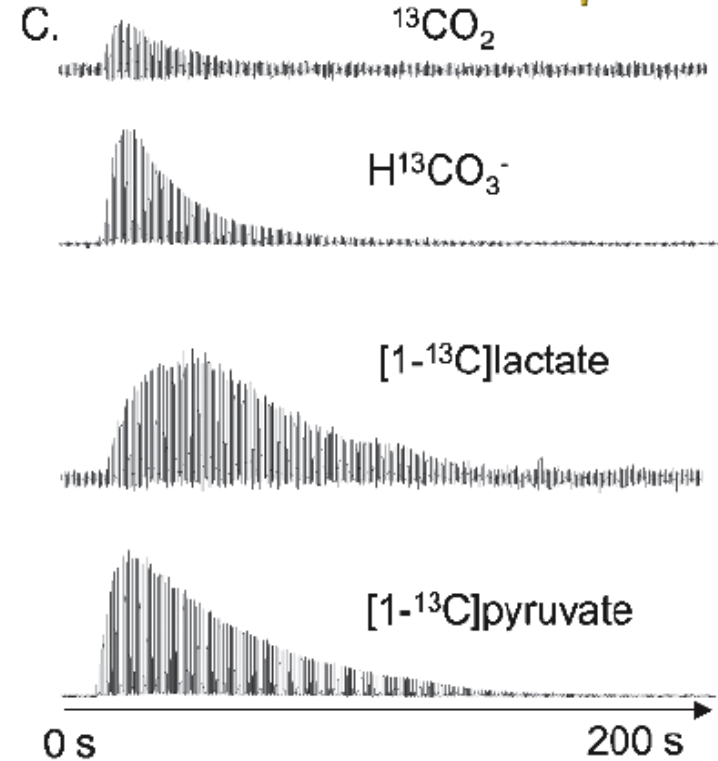 C.
¹³CO₂
H¹³CO₃⁻
[1-¹³C]lactate
[1-¹³C]pyruvate
0 s
200 s